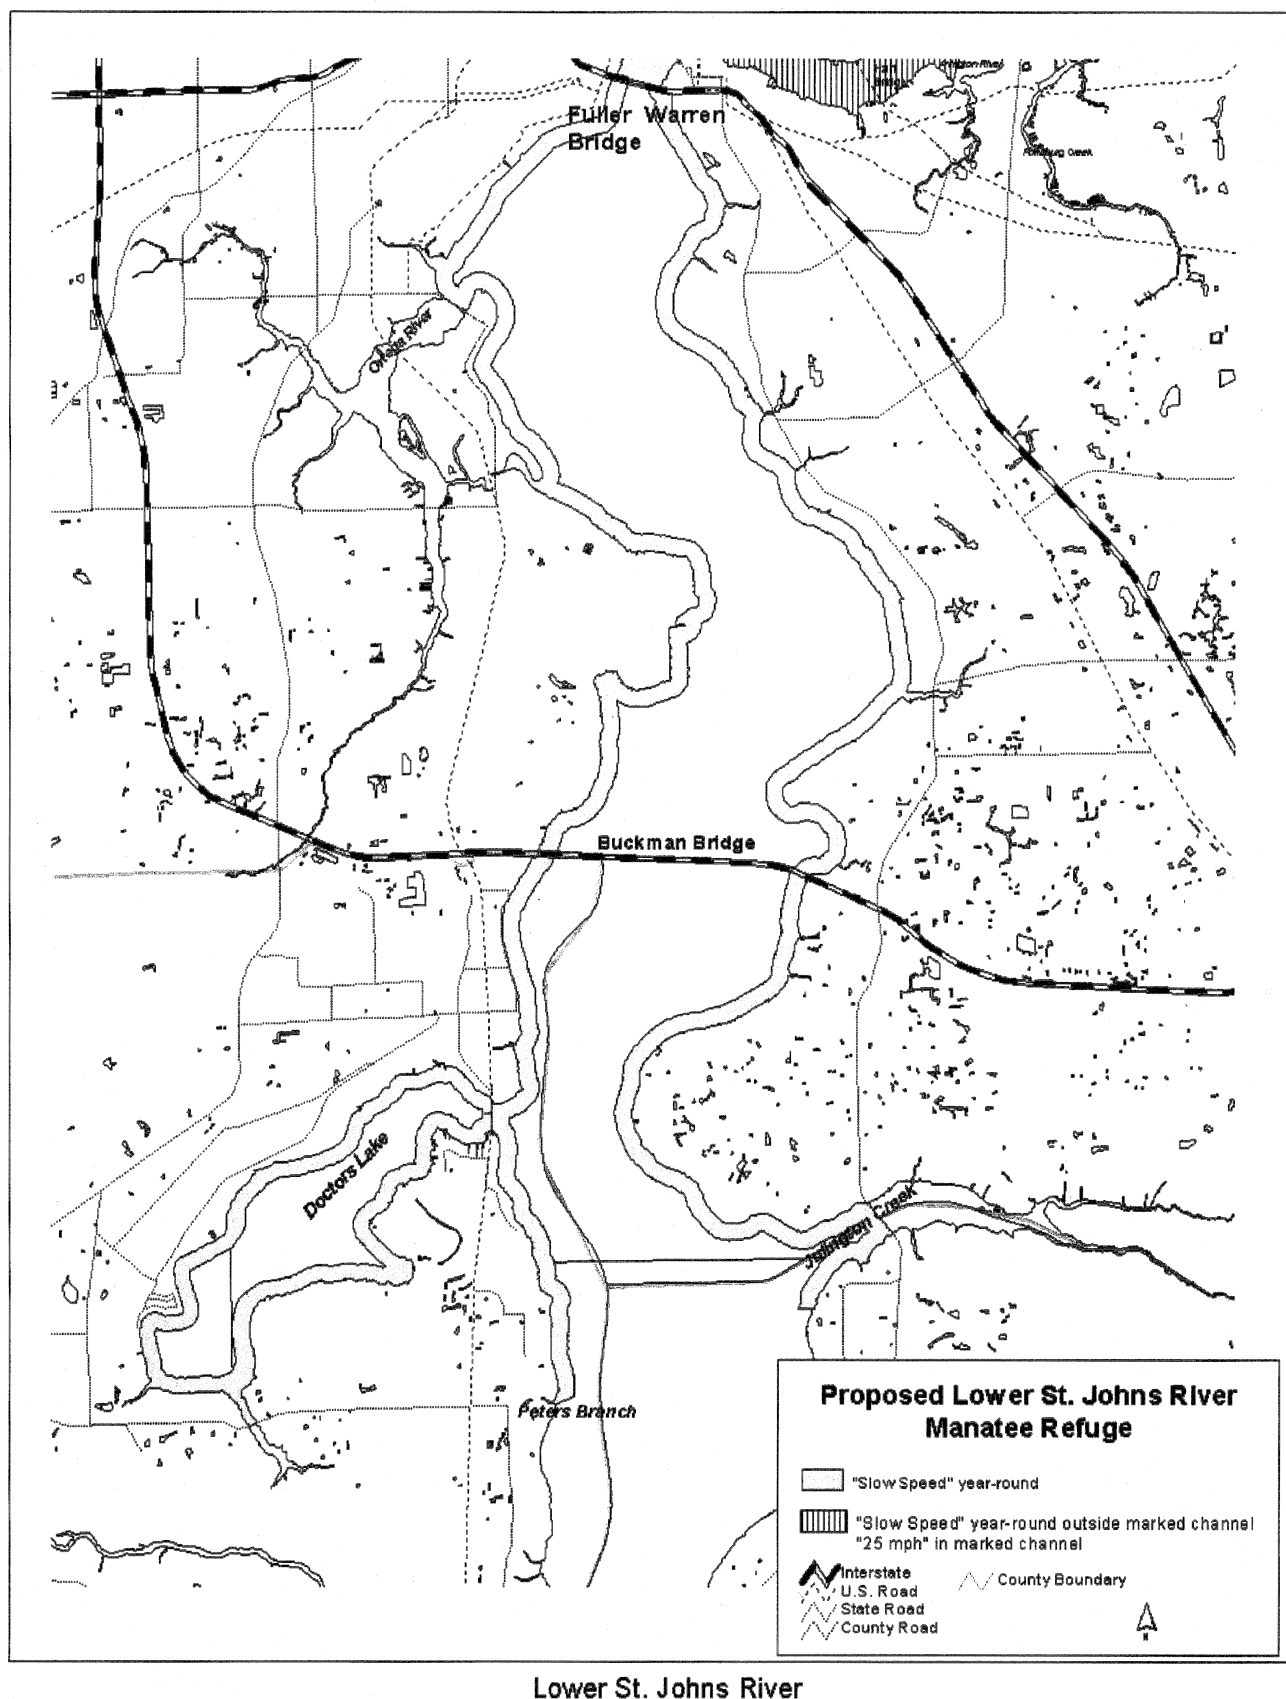 Fuller Warren
Bridge
Ortega River
Buckman Bridge
Doctors Lake
Julington Creek
Peters Branch
Proposed Lower St. Johns River
Manatee Refuge
"Slow Speed" year-round
"Slow Speed" year-round outside marked channel
"25 mph" in marked channel
Interstate
U.S. Road
State Road
County Road
County Boundary
N
Lower St. Johns River